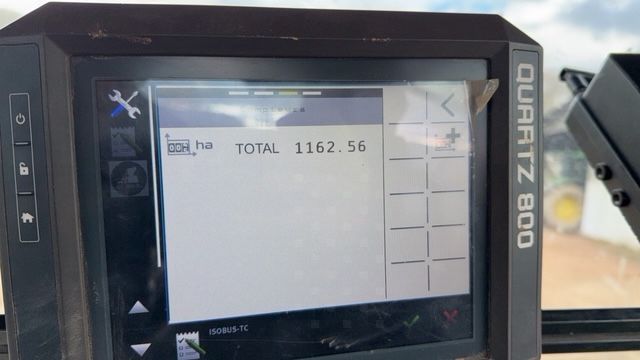 QUARTZ 800
ha TOTAL 1162.56
ISOBUS-TC